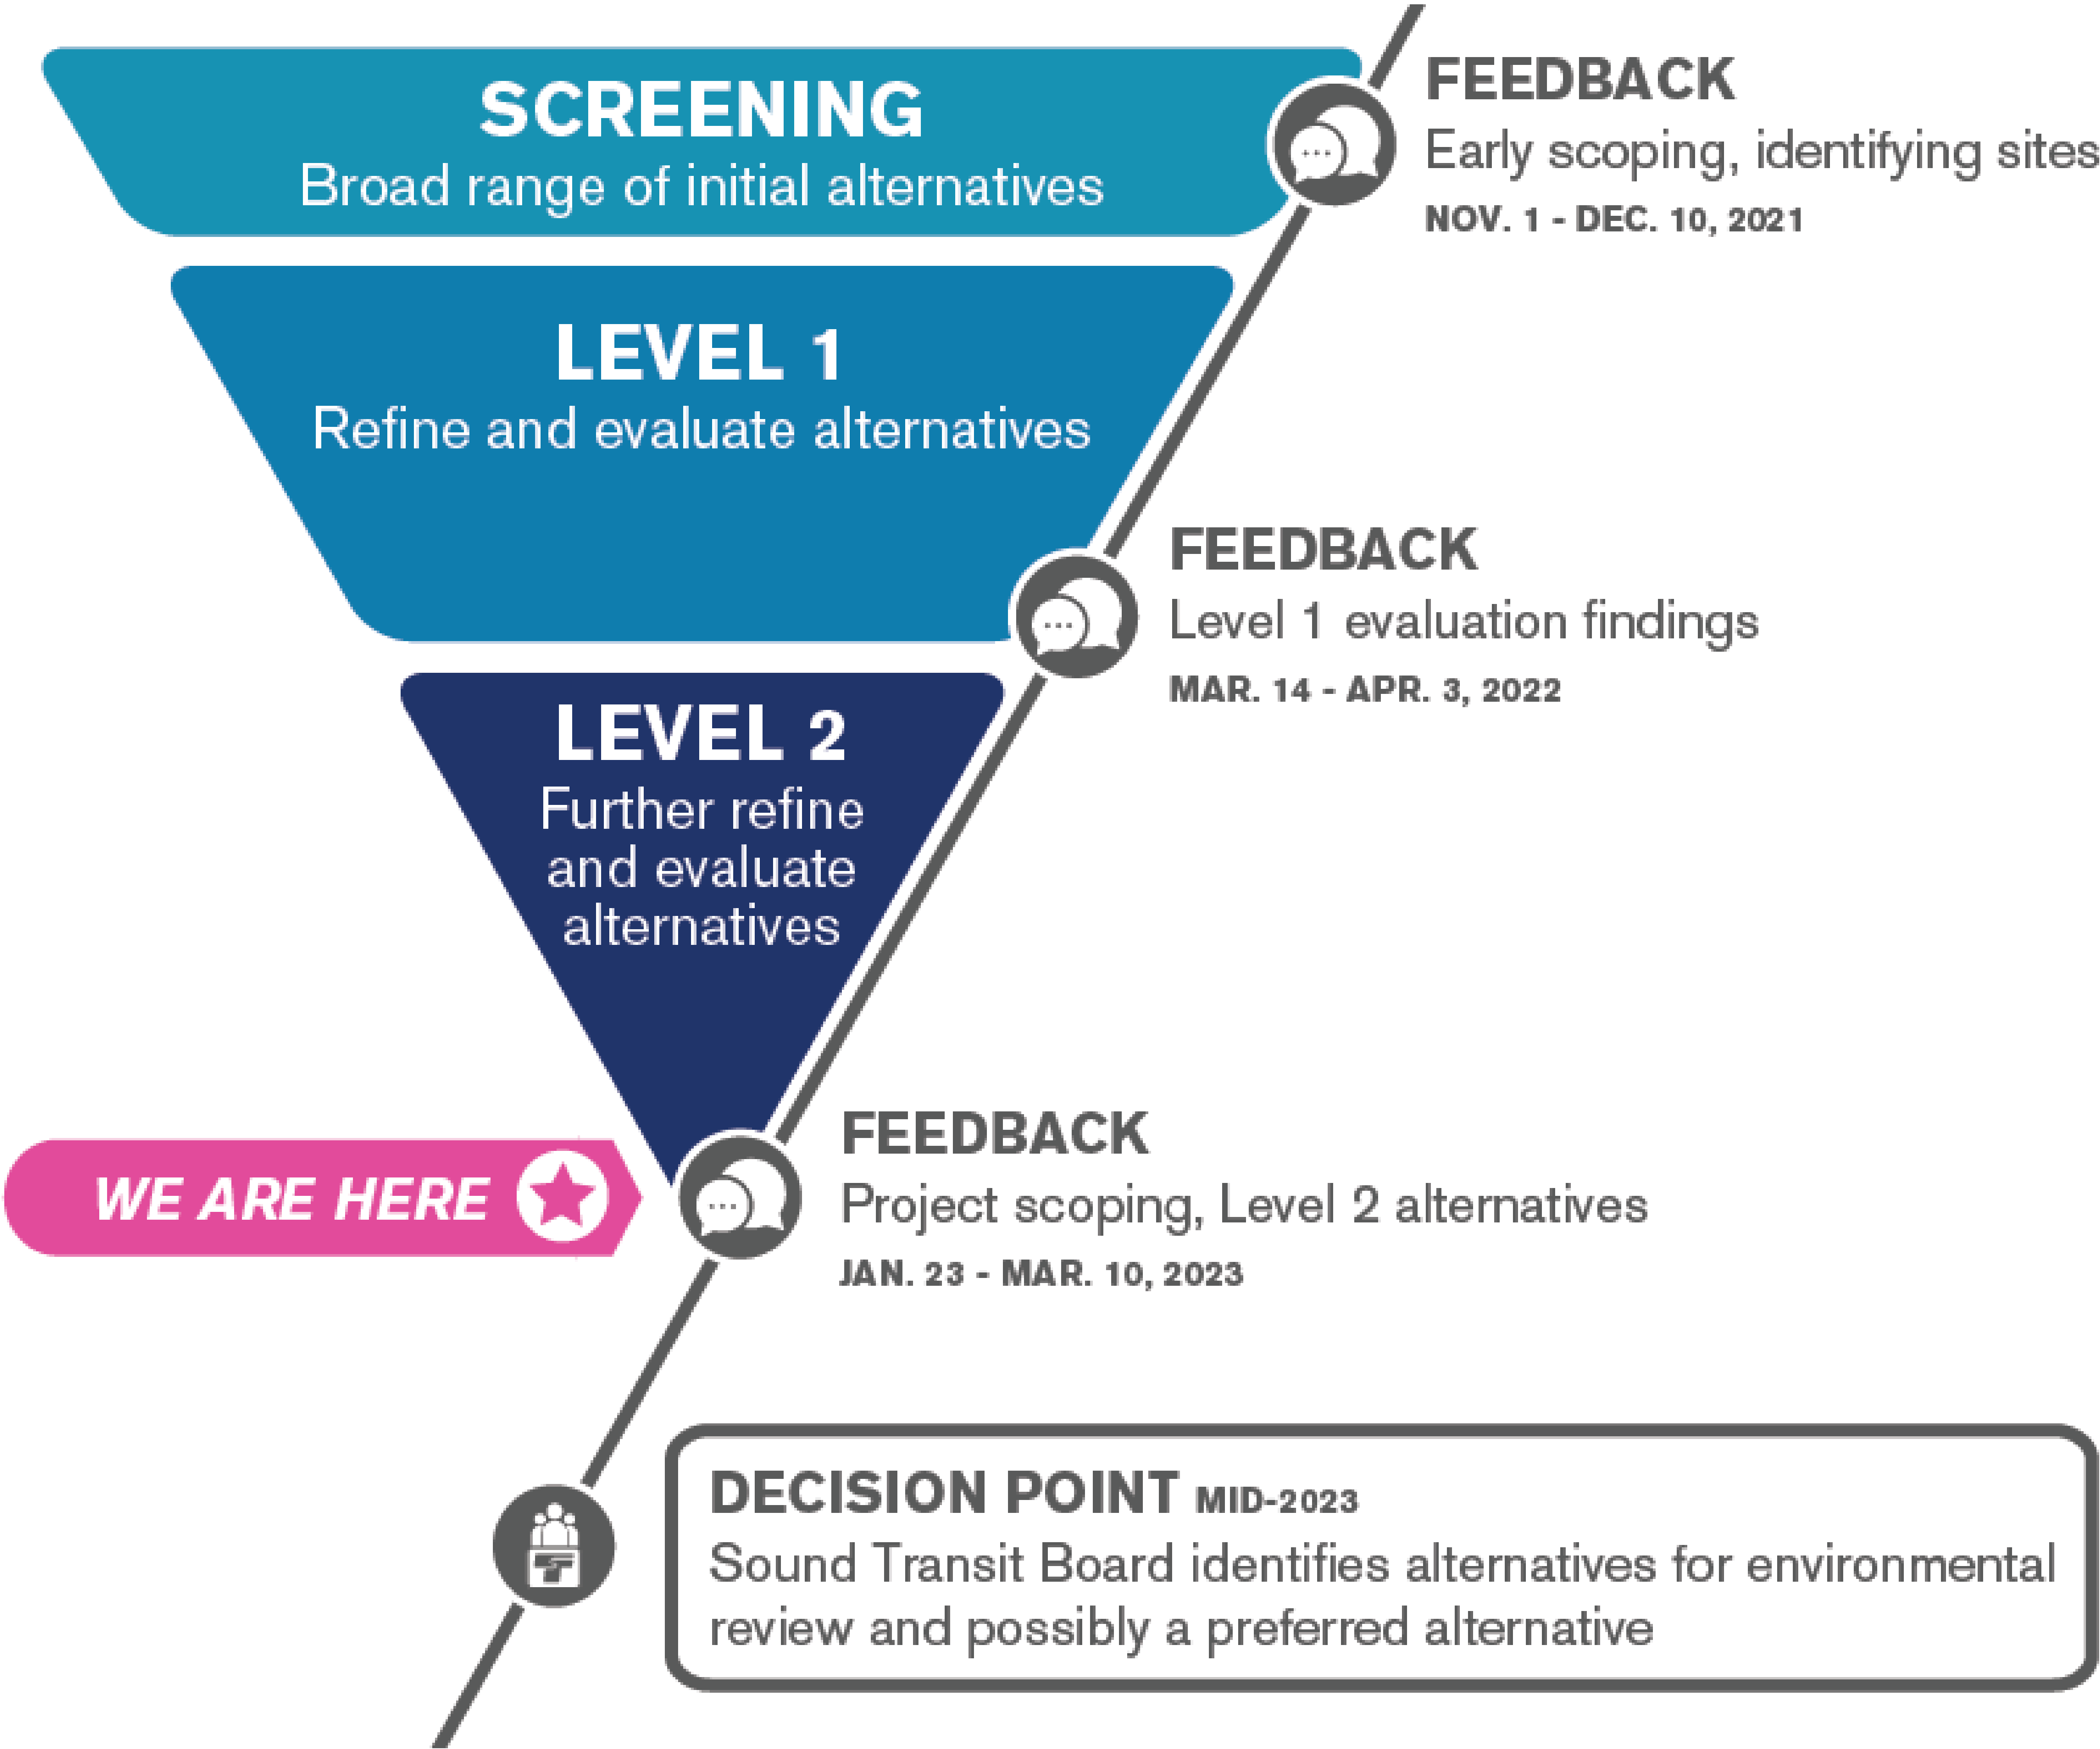 SCREENING
Broad range of initial alternatives
FEEDBACK
Early scoping, identifying sites
NOV. 1 - DEC. 10, 2021
LEVEL 1
Refine and evaluate alternatives
FEEDBACK
Level 1 evaluation findings
MAR. 14 - APR. 3, 2022
LEVEL 2
Further refine
and evaluate
alternatives
WE ARE HERE
FEEDBACK
Project scoping, Level 2 alternatives
JAN. 23 - MAR. 10, 2023
DECISION POINT MID-2023
Sound Transit Board identifies alternatives for environmental
review and possibly a preferred alternative